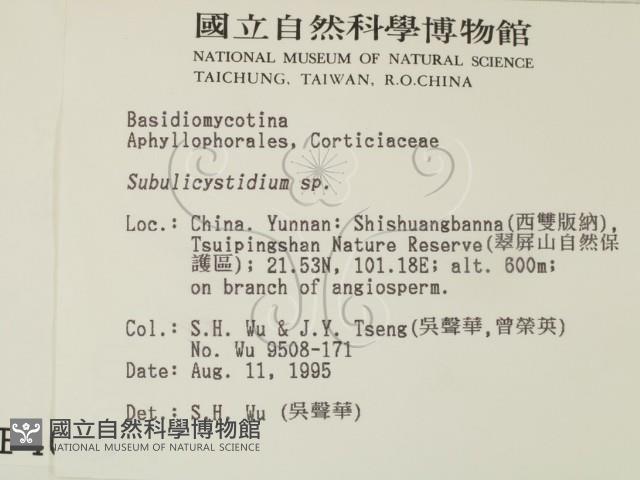 國立自然科學博物館
NATIONAL MUSEUM OF NATURAL SCIENCE
TAICHUNG, TAIWAN, R.O.CHINA
Basidiomycotina
Aphyllophorales, Corticiaceae
Subulicystidium sp.
Loc.: China. Yunnan: Shishuangbanna(西雙版納),
Tsuipingshan Nature Reserve(翠屏山自然保
護區); 21.53N, 101.18E; alt. 600m;
on branch of angiosperm.
Col.: S.H. Wu & J.Y. Tseng(吳聲華,曾榮英)
No. Wu 9508-171
Date: Aug. 11, 1995
Det.: S.H. Wu (吳聲華)
國立自然科學博物館
NATIONAL MUSEUM OF NATURAL SCIENCE